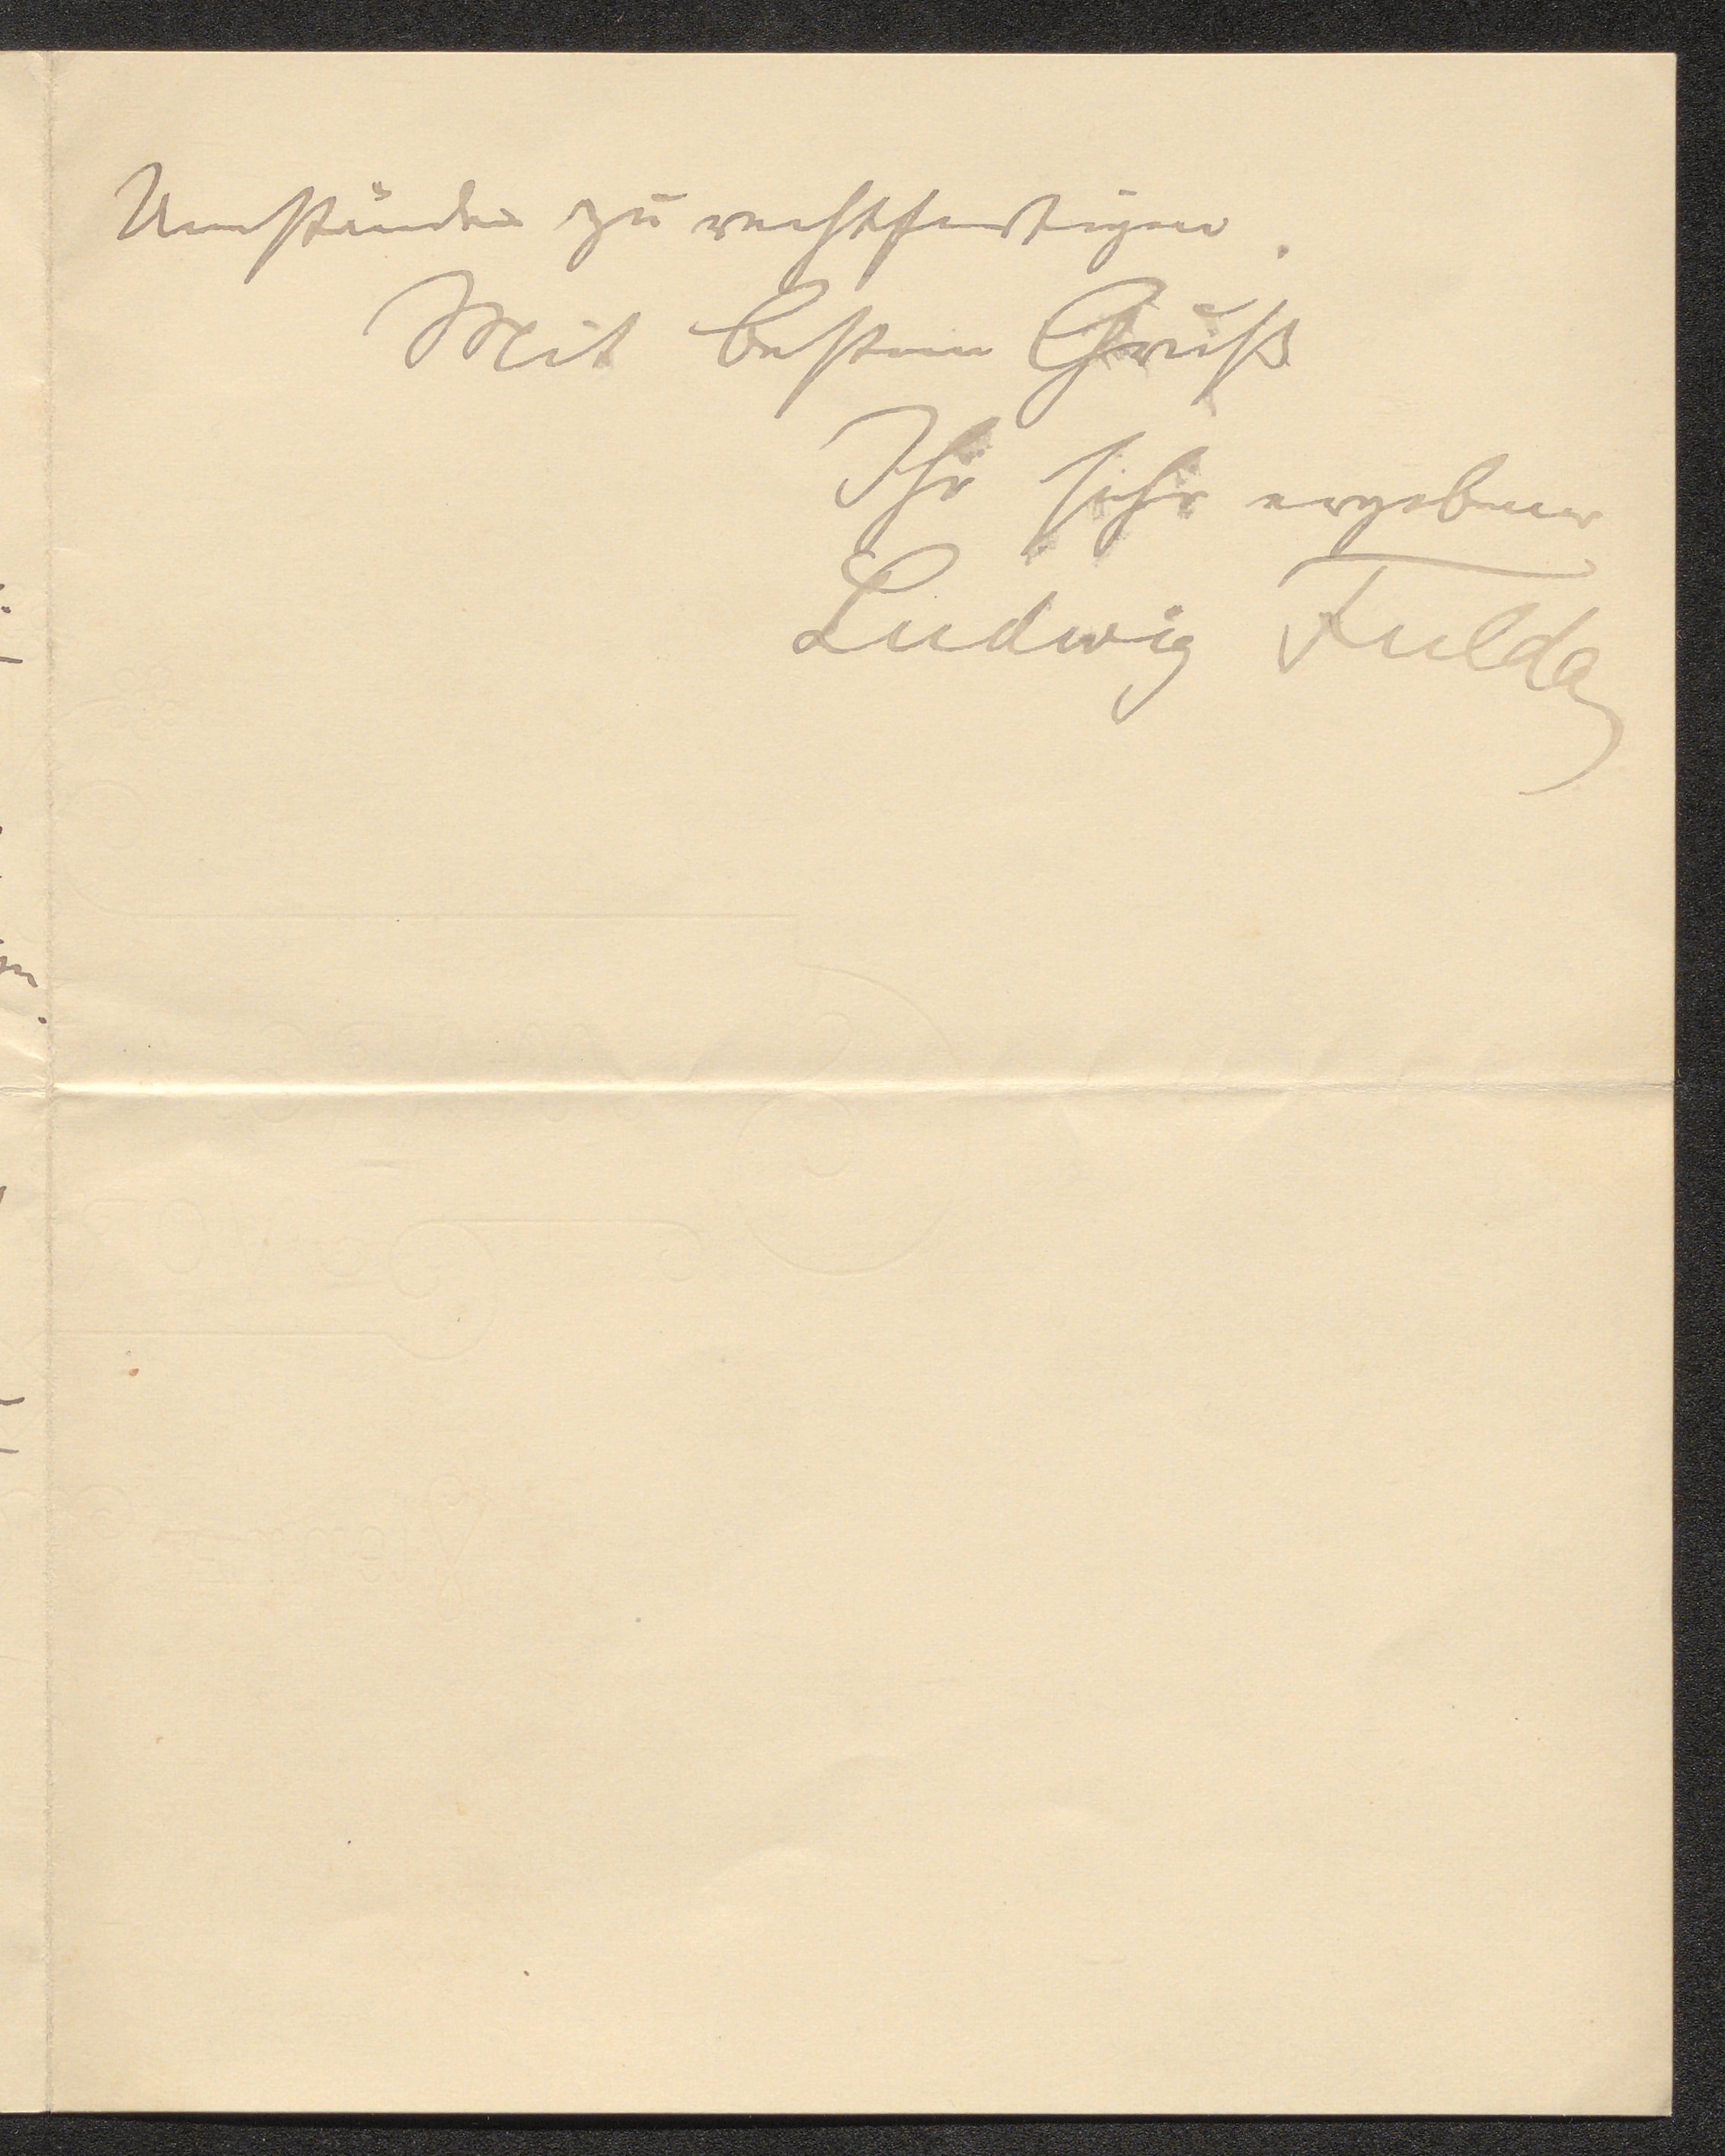 Umstände zu rechtfertigen.
Mit bestem Gruß
Ihr sehr ergebener
Ludwig Fulda